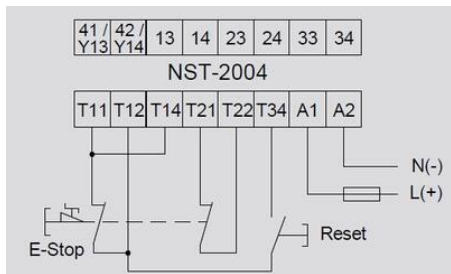 41 / 42 / 13 14 23 24 33 34
Y13 Y14
NST-2004
T11 T12 T14 T21 T22 T34 A1 A2
N(-)
L(+)
Reset
E-Stop